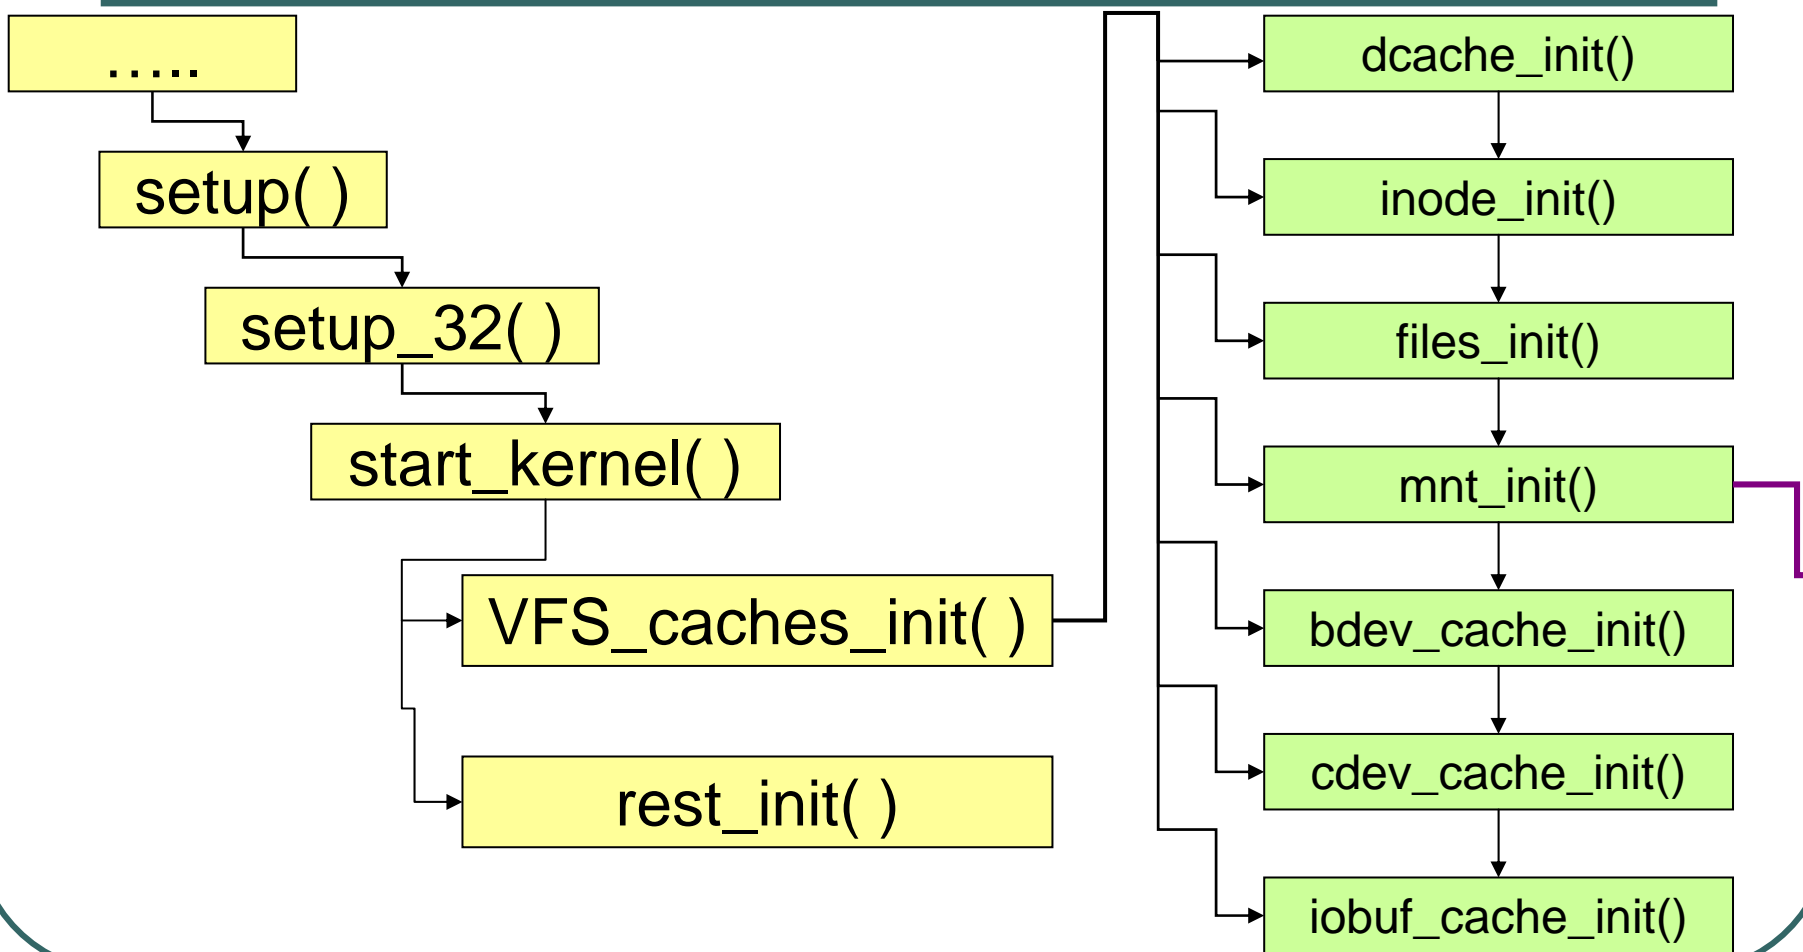 …..
setup( )
setup_32( )
start_kernel( )
VFS_caches_init( )
rest_init( )
dcache_init()
inode_init()
files_init()
mnt_init()
bdev_cache_init()
cdev_cache_init()
iobuf_cache_init()